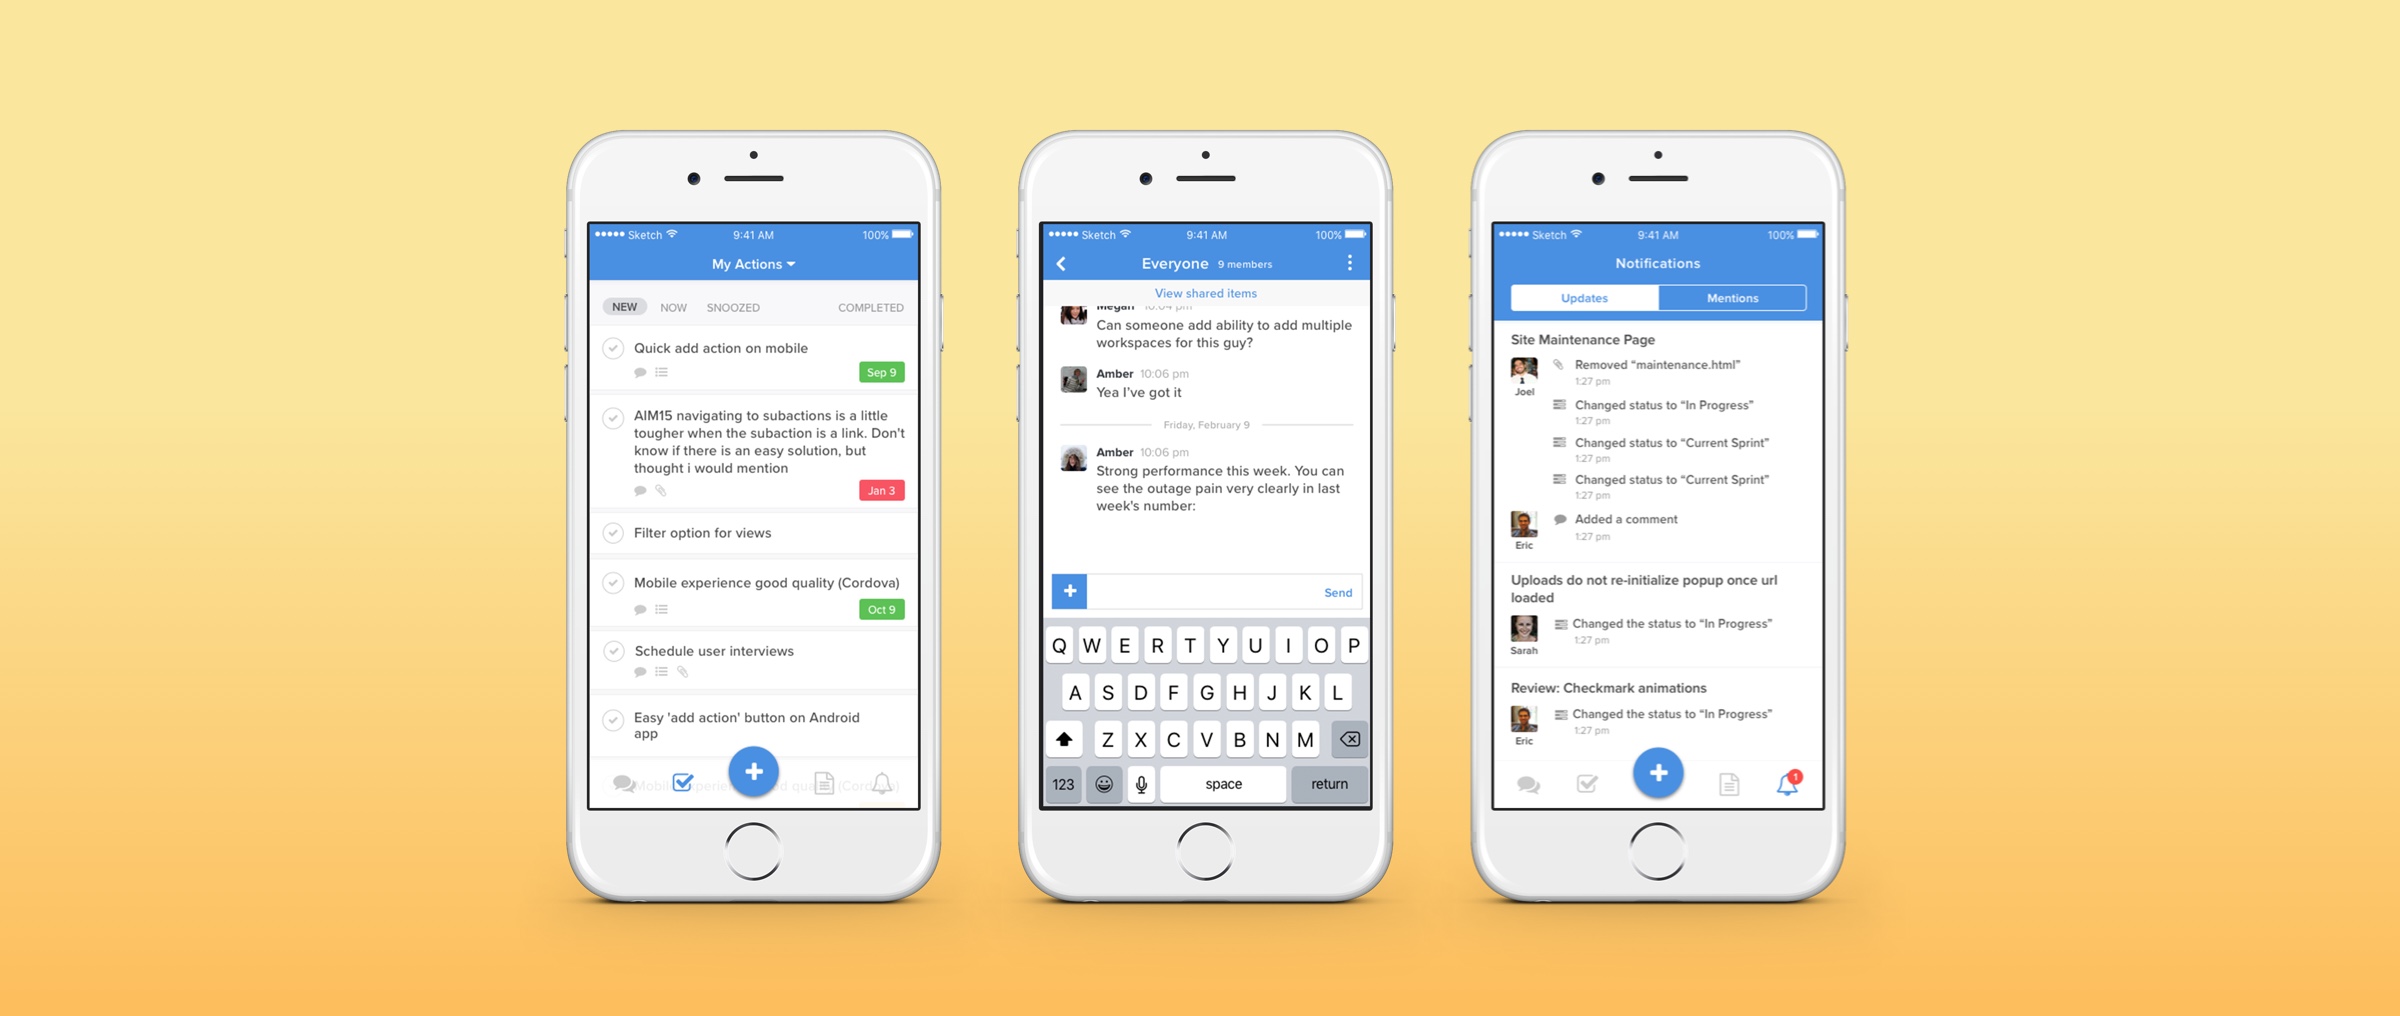 Sketch 9:41 AM 100%
My Actions
NEW NOW SNOOZED COMPLETED
Quick add action on mobile
Sep 9
AIM15 navigating to subactions is a little
tougher when the subaction is a link. Don't
know if there is an easy solution, but
thought i would mention
Jan 3
Filter option for views
Mobile experience good quality (Cordova)
Oct 9
Schedule user interviews
Easy 'add action' button on Android
app
Sketch 9:41 AM 100%
Everyone 9 members
View shared items
Megan 10:04 pm
Can someone add ability to add multiple
workspaces for this guy?
Amber 10:06 pm
Yea I've got it
Friday, February 9
Amber 10:06 pm
Strong performance this week. You can
see the outage pain very clearly in last
week's number:
Send
Q W E R T Y U I O P
A S D F G H J K L
Z X C V B N M
123 space return
Sketch 9:41 AM 100%
Notifications
Updates Mentions
Site Maintenance Page
Removed “maintenance.html”
1:27 pm
Joel
Changed status to “In Progress”
1:27 pm
Changed status to “Current Sprint”
1:27 pm
Changed status to “Current Sprint”
1:27 pm
Added a comment
1:27 pm
Eric
Uploads do not re-initialize popup once url
loaded
Changed the status to “In Progress”
1:27 pm
Sarah
Review: Checkmark animations
Changed the status to “In Progress”
1:27 pm
Eric
1